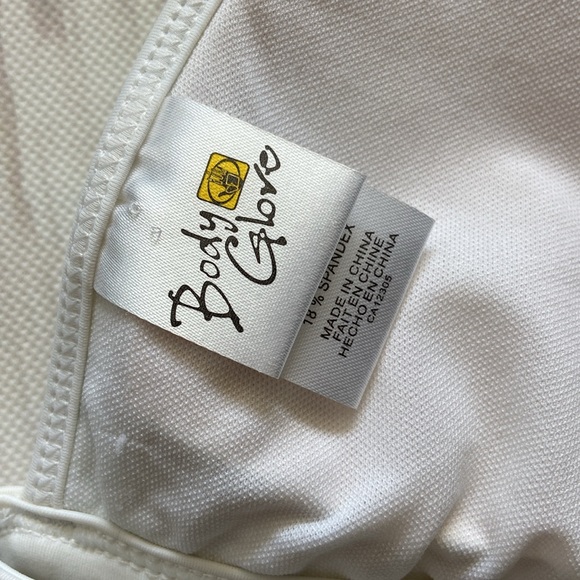 Body
Glove
18% SPANDEX
MADE IN CHINA
FAIT EN CHINE
HECHO EN CHINA
CA12305